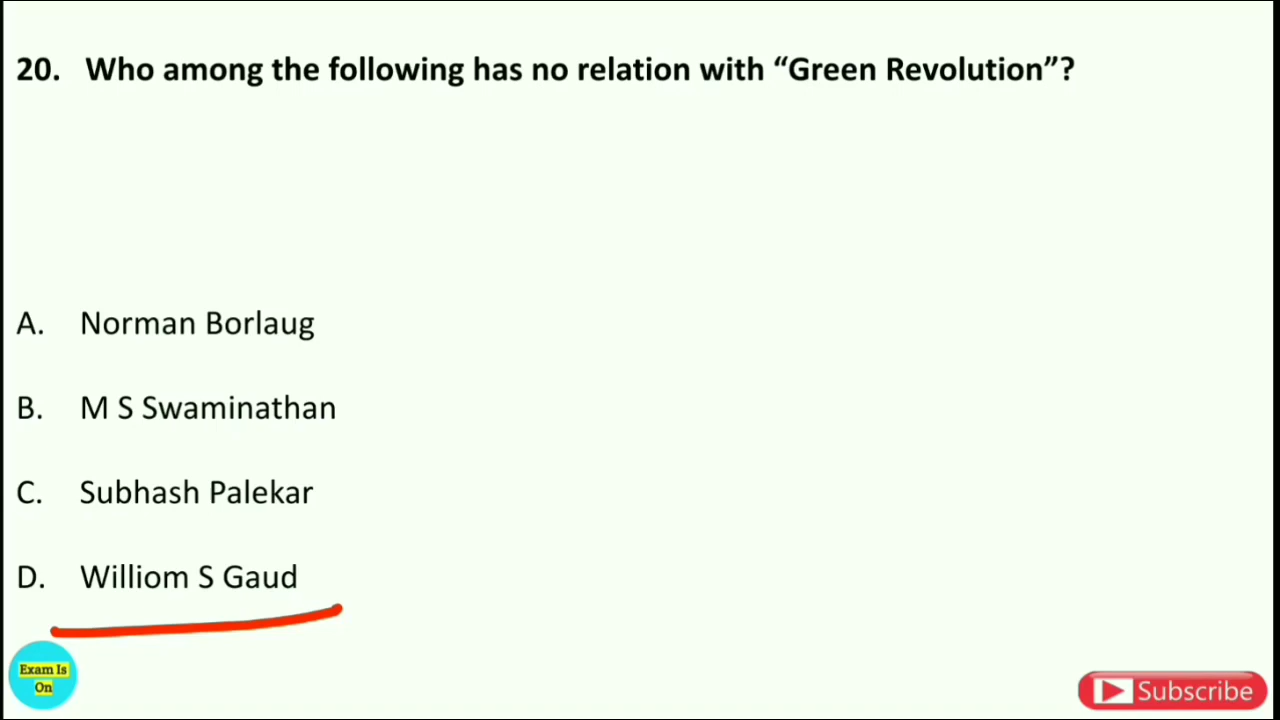 20. Who among the following has no relation with “Green Revolution”?
A. Norman Borlaug
B. M S Swaminathan
C. Subhash Palekar
D. Williom S Gaud
Exam Is
On
Subscribe